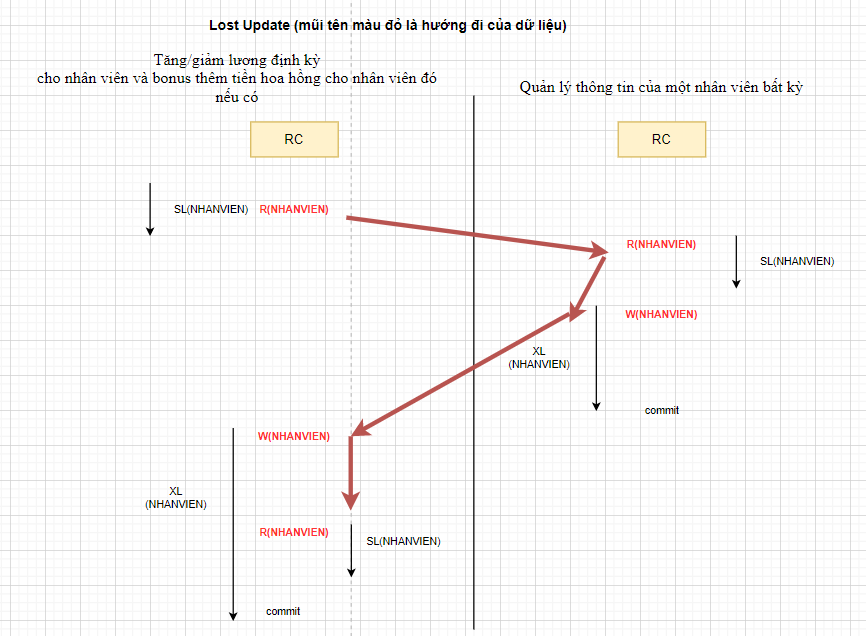 Lost Update (mũi tên màu đỏ là hướng đi của dữ liệu)
Tăng/giảm lương định kỳ
cho nhân viên và bonus thêm tiền hoa hồng cho nhân viên đó
nếu có
Quản lý thông tin của một nhân viên bất kỳ
RC
RC
SL(NHANVIEN) R(NHANVIEN)
R(NHANVIEN)
SL(NHANVIEN)
W(NHANVIEN)
XL
(NHANVIEN)
commit
W(NHANVIEN)
XL
(NHANVIEN)
R(NHANVIEN)
SL(NHANVIEN)
commit